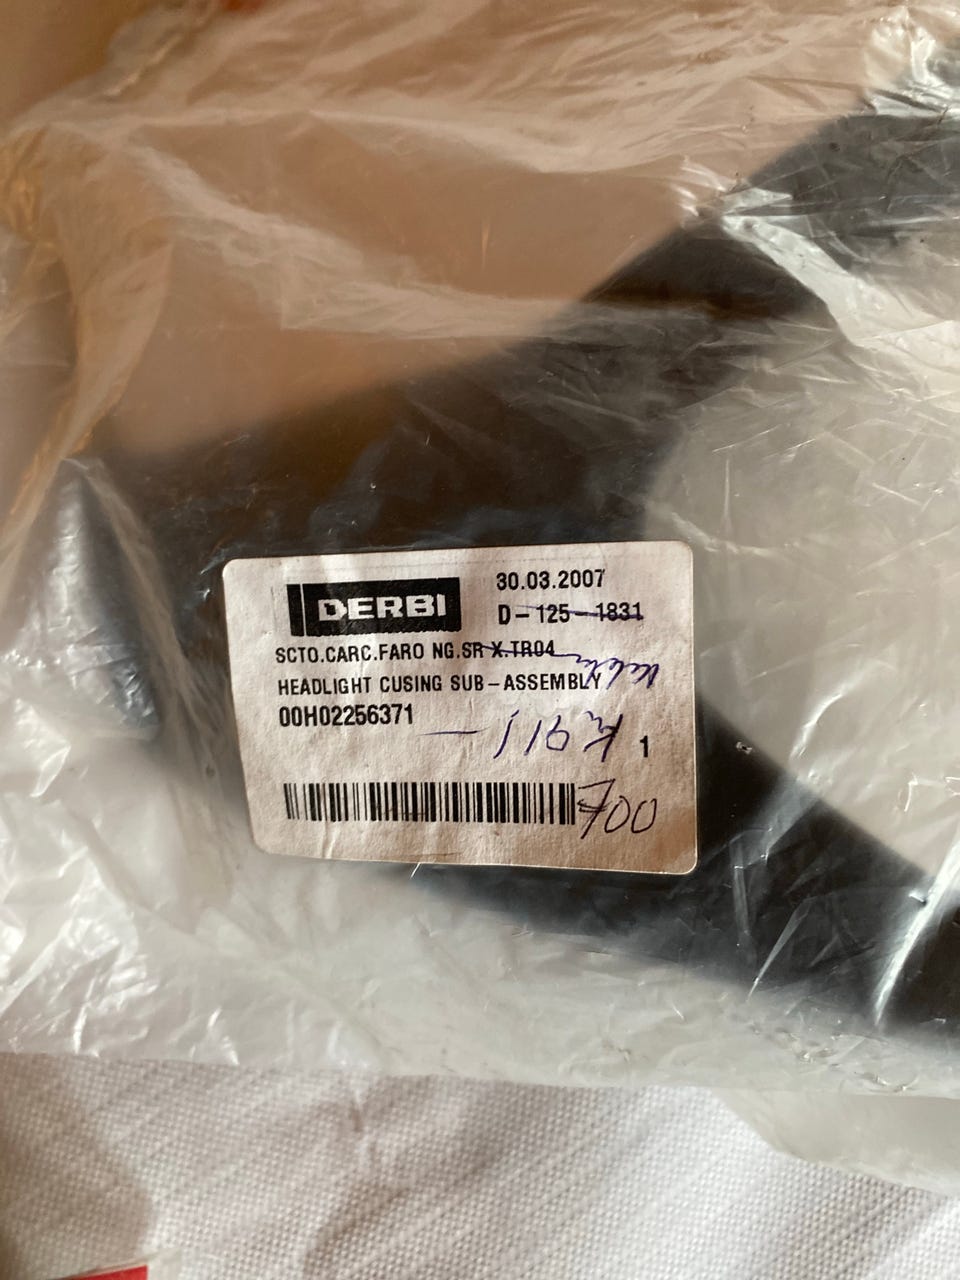 DERBI
30.03.2007
D-125-1831
SCTO.CARC.FARO NG.SR X.TR04
HEADLIGHT CUSING SUB-ASSEMBLY
00H02256371
1
700